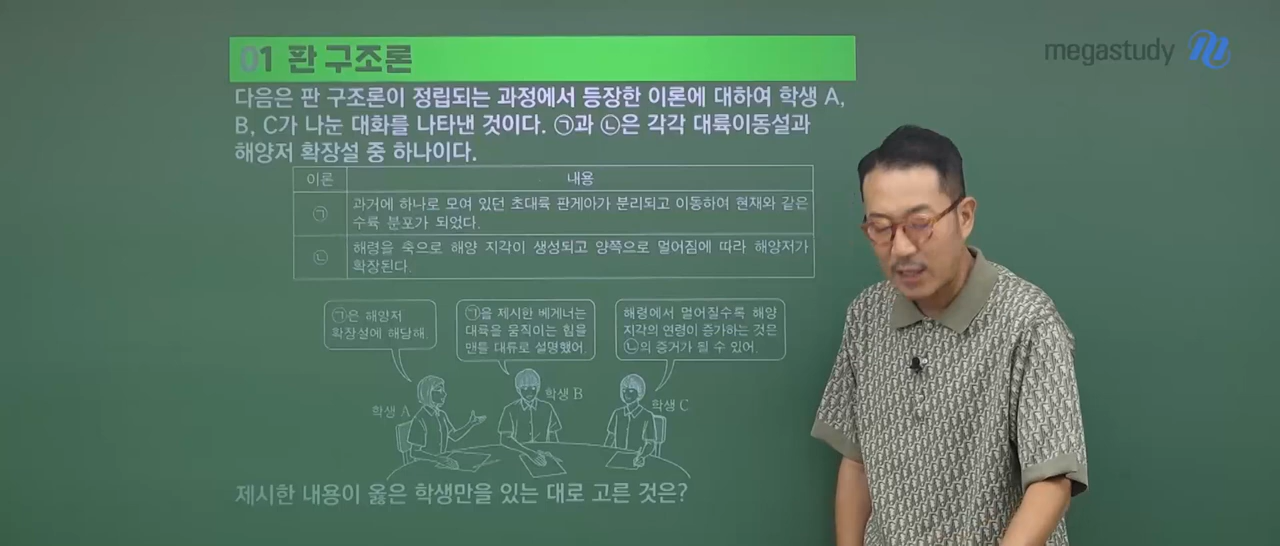 01 판 구조론
megastudy
다음은 판 구조론이 정립되는 과정에서 등장한 이론에 대하여 학생 A,
B, C가 나눈 대화를 나타낸 것이다. ㉠과 ㉡은 각각 대륙이동설과
해양저 확장설 중 하나이다.
이론 내용
㉠ 과거에 하나로 모여 있던 초대륙 판게아가 분리되고 이동하여 현재와 같은
수륙 분포가 되었다.
㉡ 해령을 축으로 해양 지각이 생성되고 양쪽으로 멀어짐에 따라 해양저가
확장된다.
㉠은 해양저
확장설에 해당해.
㉠을 제시한 베게너는
대륙을 움직이는 힘을
맨틀 대류로 설명했어.
해령에서 멀어질수록 해양
지각의 연령이 증가하는 것은
㉡의 증거가 될 수 있어.
학생 A
학생 B
학생 C
제시한 내용이 옳은 학생만을 있는 대로 고른 것은?